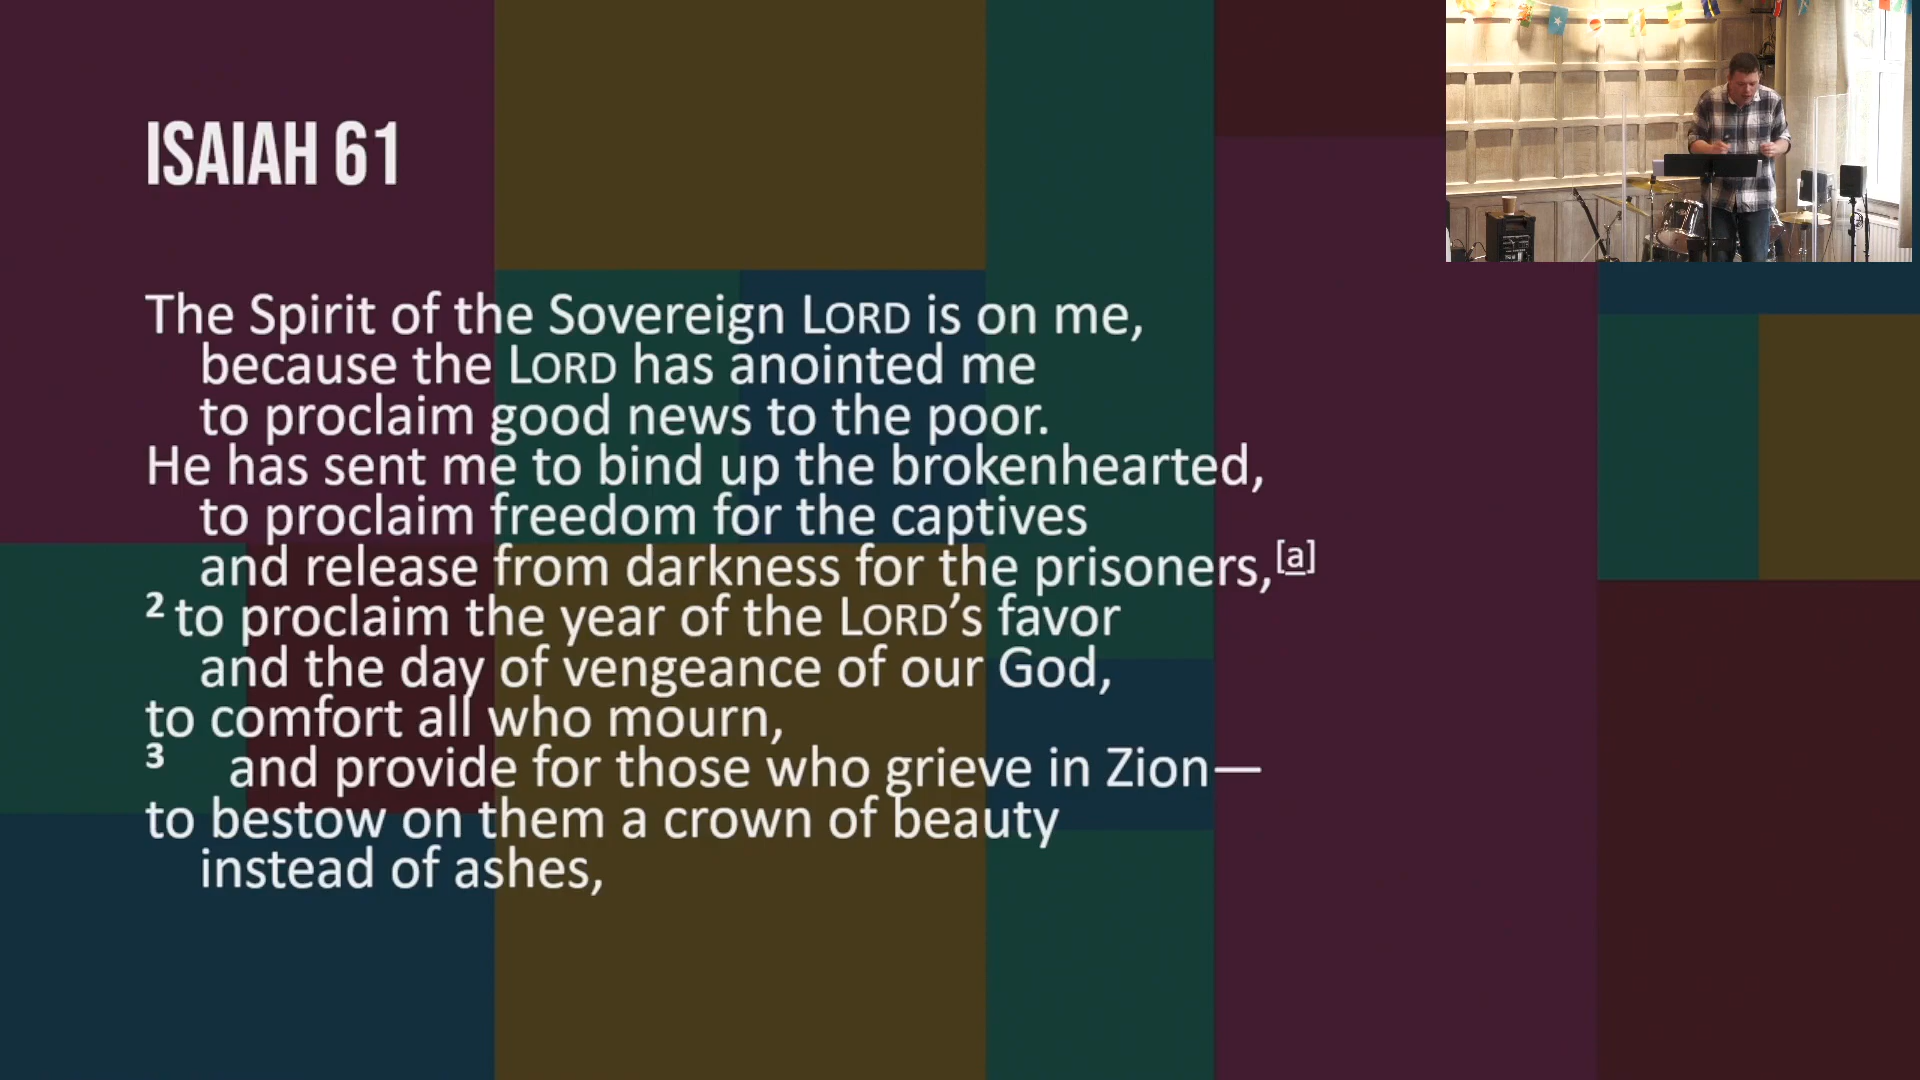 ISAIAH 61
The Spirit of the Sovereign LORD is on me,
because the LORD has anointed me
to proclaim good news to the poor.
He has sent me to bind up the brokenhearted,
to proclaim freedom for the captives
and release from darkness for the prisoners,[a]
2 to proclaim the year of the LORD’s favor
and the day of vengeance of our God,
to comfort all who mourn,
3 and provide for those who grieve in Zion—
to bestow on them a crown of beauty
instead of ashes,